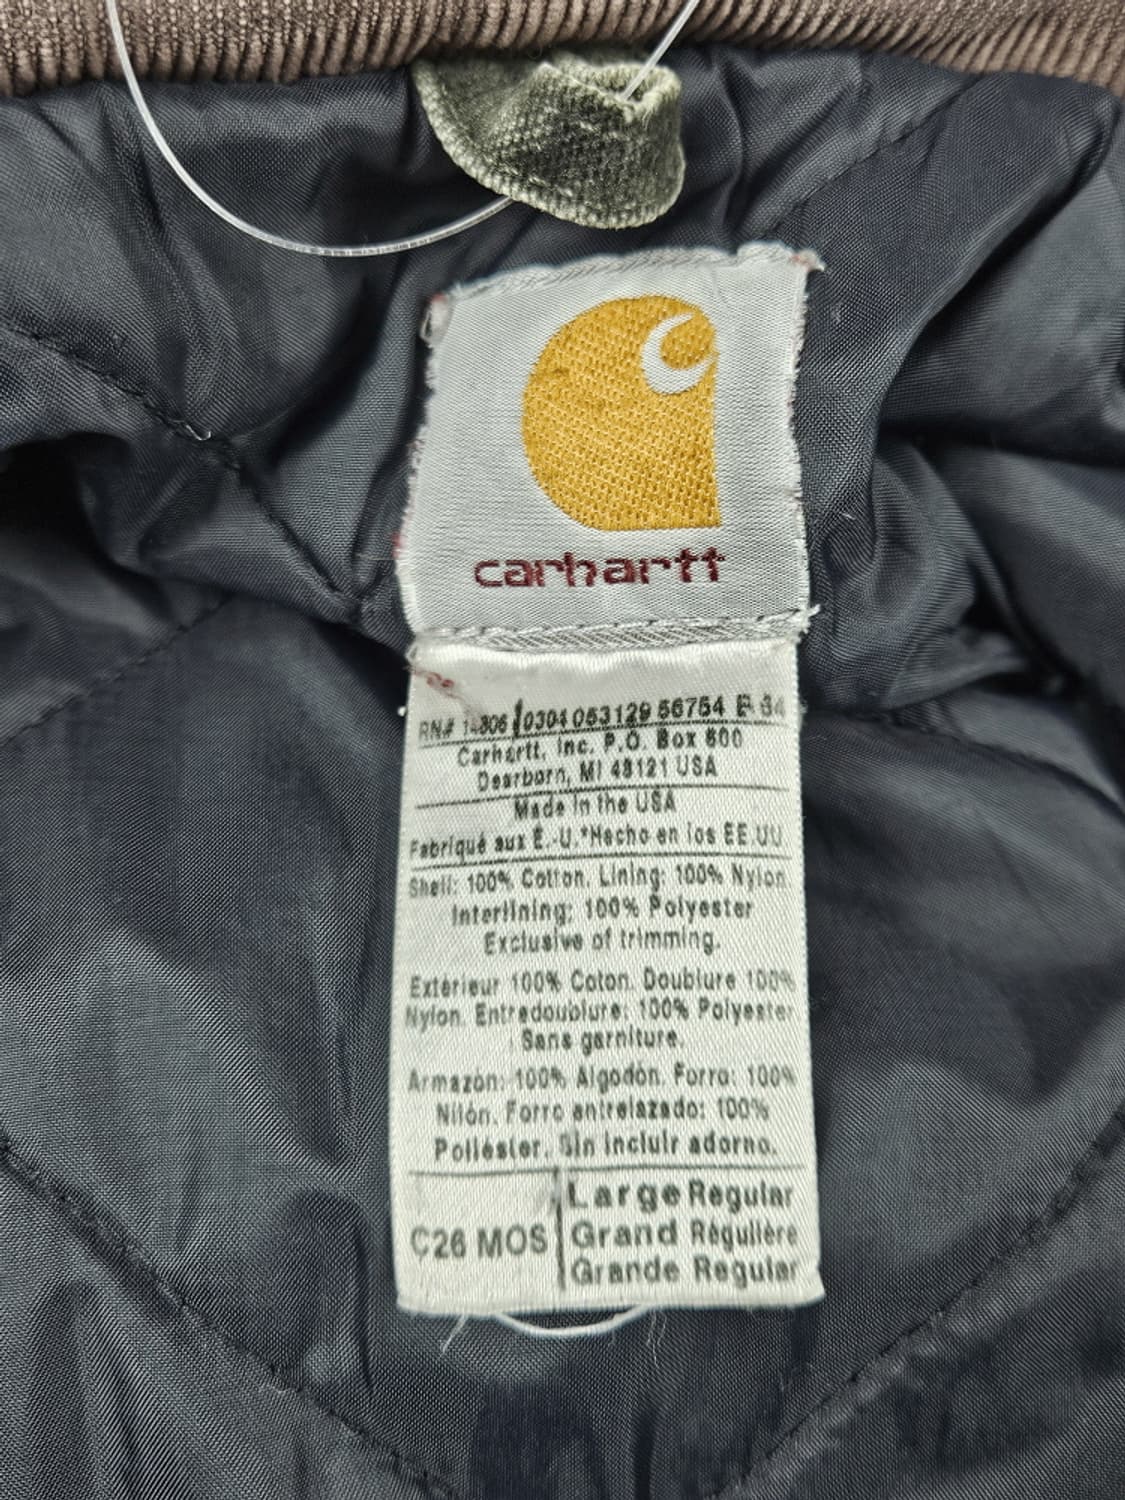 carhartt
RN# 14806 0304 053129 56754
Carhartt, Inc. P.O. Box 600
Dearborn, MI 48121 USA
Made in the USA
Fabriqué aux É.-U.*Hecho en los EE.UU.
Shell: 100% Cotton. Lining: 100% Nylon.
Interlining: 100% Polyester
Exclusive of trimming.
Extérieur 100% Coton. Doublure 100%
Nylon. Entredoublure: 100% Polyester
Sans garniture.
Armazón: 100% Algodón. Forro: 100%
Nilón. Forro entrelazado: 100%
Poliéster. Sin incluir adorno.
C26 MOS
Large Regular
Grand Régulière
Grande Regular